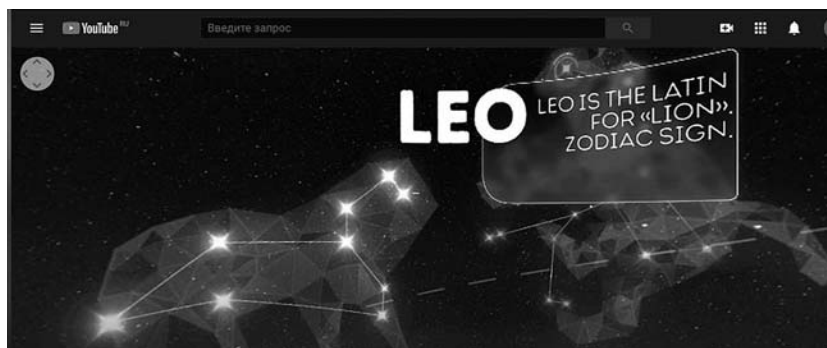 YouTube RU
Введите запрос
LEO
LEO IS THE LATIN
FOR «LION».
ZODIAC SIGN.